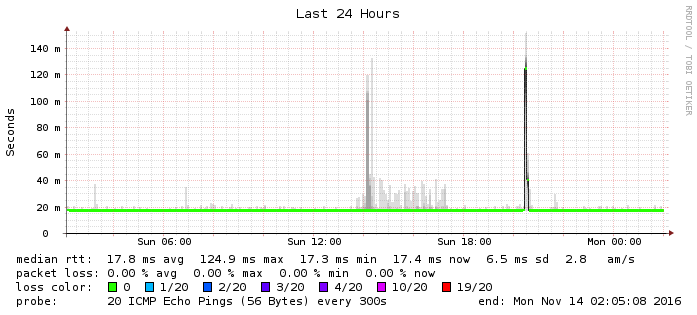 Last 24 Hours
RRDTOOL / TOBI OETIKER
Seconds
140 m
120 m
100 m
80 m
60 m
40 m
20 m
0
Sun 06:00 Sun 12:00 Sun 18:00 Mon 00:00
median rtt: 17.8 ms avg 124.9 ms max 17.3 ms min 17.4 ms now 6.5 ms sd 2.8 am/s
packet loss: 0.00 % avg 0.00 % max 0.00 % min 0.00 % now
loss color: 0 1/20 2/20 3/20 4/20 10/20 19/20
probe: 20 ICMP Echo Pings (56 Bytes) every 300s end: Mon Nov 14 02:05:08 2016